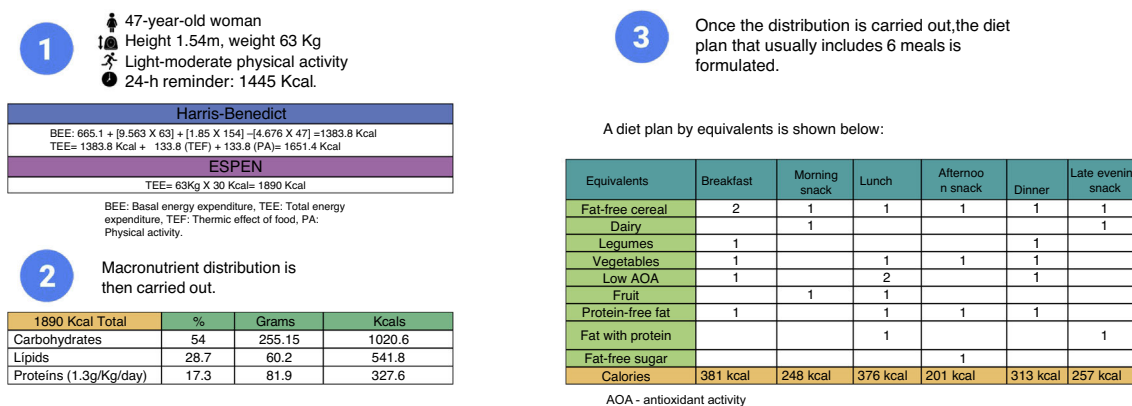 1
47-year-old woman
Height 1.54m, weight 63 Kg
Light-moderate physical activity
24-h reminder: 1445 Kcal.
Harris-Benedict
BEE: 665.1 + [9.563 X 63] + [1.85 X 154] –[4.676 X 47] =1383.8 Kcal
TEE= 1383.8 Kcal + 133.8 (TEF) + 133.8 (PA)= 1651.4 Kcal
ESPEN
TEE= 63Kg X 30 Kcal= 1890 Kcal
BEE: Basal energy expenditure, TEE: Total energy
expenditure, TEF: Thermic effect of food, PA:
Physical activity.
2
Macronutrient distribution is
then carried out.
1890 Kcal Total % Grams Kcals
Carbohydrates 54 255.15 1020.6
Lípids 28.7 60.2 541.8
Proteíns (1.3g/Kg/day) 17.3 81.9 327.6
3
Once the distribution is carried out,the diet
plan that usually includes 6 meals is
formulated.
A diet plan by equivalents is shown below:
Equivalents Breakfast Morning snack Lunch Afternoo n snack Dinner Late evenin snack
Fat-free cereal 2 1 1 1 1 1
Dairy 1 1
Legumes 1 1
Vegetables 1 1 1 1
Low AOA 1 2 1
Fruit 1 1
Protein-free fat 1 1 1 1
Fat with protein 1 1
Fat-free sugar 1
Calories 381 kcal 248 kcal 376 kcal 201 kcal 313 kcal 257 kcal
AOA - antioxidant activity